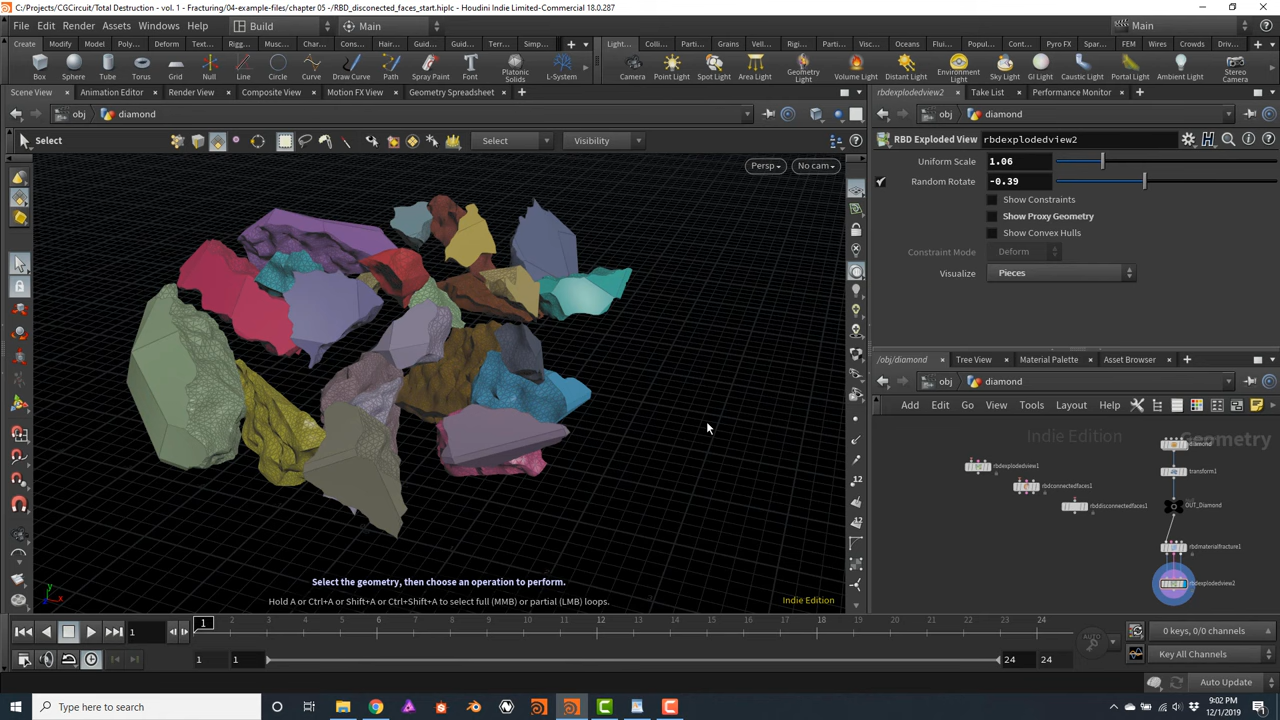 C:/Projects/CGCircuit/Total Destruction - vol. 1 - Fracturing/04-example-files/chapter 05 -/RBD_disconected_faces_start.hiplc - Houdini Indie Limited-Commercial 18.0.287
File Edit Render Assets Windows Help Build Main Main
Create Modify Model Poly... Deform Text... Rigg... Musc... Char... Cons... Hair... Guid... Guid... Terr... Simp...
Light... Colli... Parti... Grains Vell... Rigi... Parti... Visc... Oceans Flui... Popul... Cont... Pyro FX Spar... FEM Wires Crowds Driv...
Box Sphere Tube Torus Grid Null Line Circle Curve Draw Curve Path Spray Paint Font Platonic Solids L-System
Camera Point Light Spot Light Area Light Geometry Light Volume Light Distant Light Environment Light Sky Light GI Light Caustic Light Portal Light Ambient Light Stereo Camera
Scene View Animation Editor Render View Composite View Motion FX View Geometry Spreadsheet
rbdexplodedview2 Take List Performance Monitor
obj diamond
obj diamond
Select Select Visibility
RBD Exploded View rbdexplodedview2
Persp No cam
Uniform Scale 1.06
Random Rotate -0.39
Show Constraints
Show Proxy Geometry
Show Convex Hulls
Constraint Mode Deform
Visualize Pieces
/obj/diamond Tree View Material Palette Asset Browser
obj diamond
Add Edit Go View Tools Layout Help
Indie Edition Geometry
diamond
rbdexplodedview1
transform1
rbdconnectedfaces1
rbddisconnectedfaces1
OUT_Diamond
rbdmaterialfracture1
rbdexplodedview2
12
12
Select the geometry, then choose an operation to perform.
Hold A or Ctrl+A or Shift+A or Ctrl+Shift+A to select full (MMB) or partial (LMB) loops.
Indie Edition
1 1 2 3 4 5 6 7 8 9 10 11 12 13 14 15 16 17 18 19 20 21 22 23 24
AUTO
0 keys, 0/0 channels
1 1 24 24
Key All Channels
Auto Update
Type here to search
9:02 PM
12/1/2019